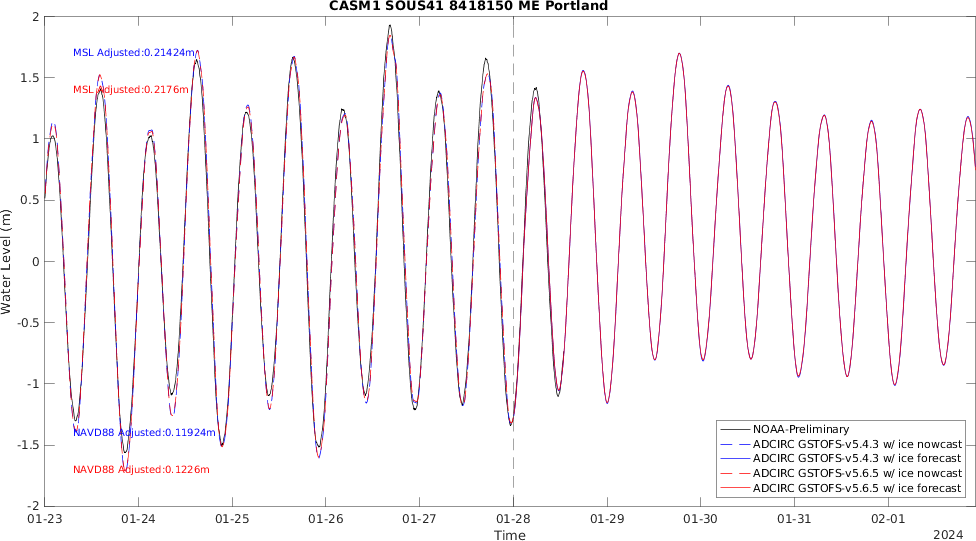 CASM1 SOUS41 8418150 ME Portland
2
1.5
1
0.5
0
-0.5
-1
-1.5
-2
Water Level (m)
MSL Adjusted:0.21424m
MSL Adjusted:0.2176m
NAVD88 Adjusted:0.11924m
NAVD88 Adjusted:0.1226m
NOAA-Preliminary
ADCIRC GSTOFS-v5.4.3 w/ ice nowcast
ADCIRC GSTOFS-v5.4.3 w/ ice forecast
ADCIRC GSTOFS-v5.6.5 w/ ice nowcast
ADCIRC GSTOFS-v5.6.5 w/ ice forecast
01-23 01-24 01-25 01-26 01-27 01-28 01-29 01-30 01-31 02-01
Time
2024